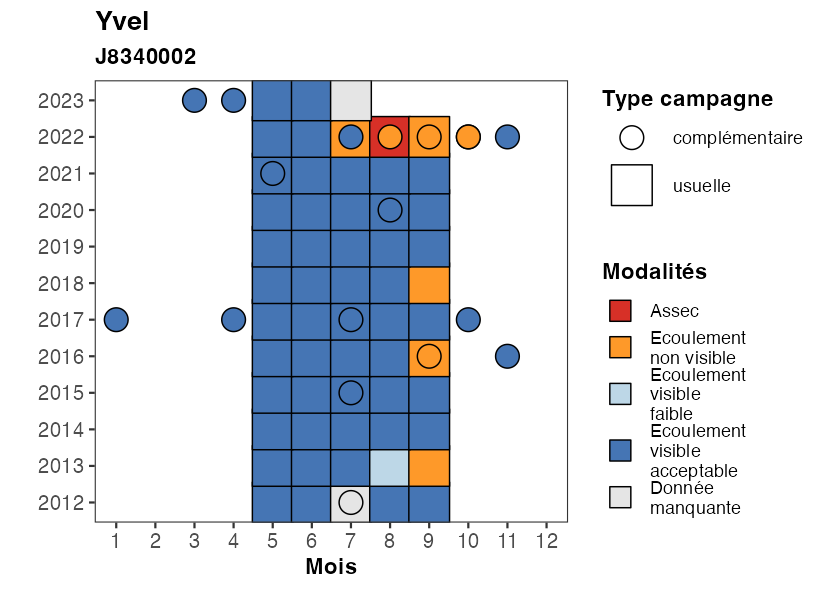 Yvel
J8340002
2023
2022
2021
2020
2019
2018
2017
2016
2015
2014
2013
2012
1 2 3 4 5 6 7 8 9 10 11 12
Mois
Type campagne
complémentaire
usuelle
Modalités
Assec
Ecoulement
non visible
Ecoulement
visible
faible
Ecoulement
visible
acceptable
Donnée
manquante